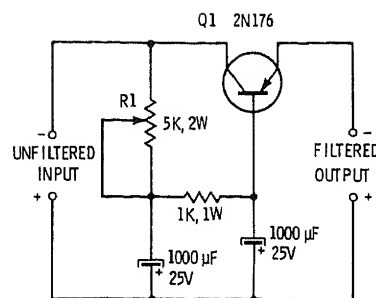 Q1 2N176
R1
5K, 2W
-
UNFILTERED
INPUT
+
-
FILTERED
OUTPUT
+
1K, 1W
1000 µF
25V
+
1000 µF
25V
+